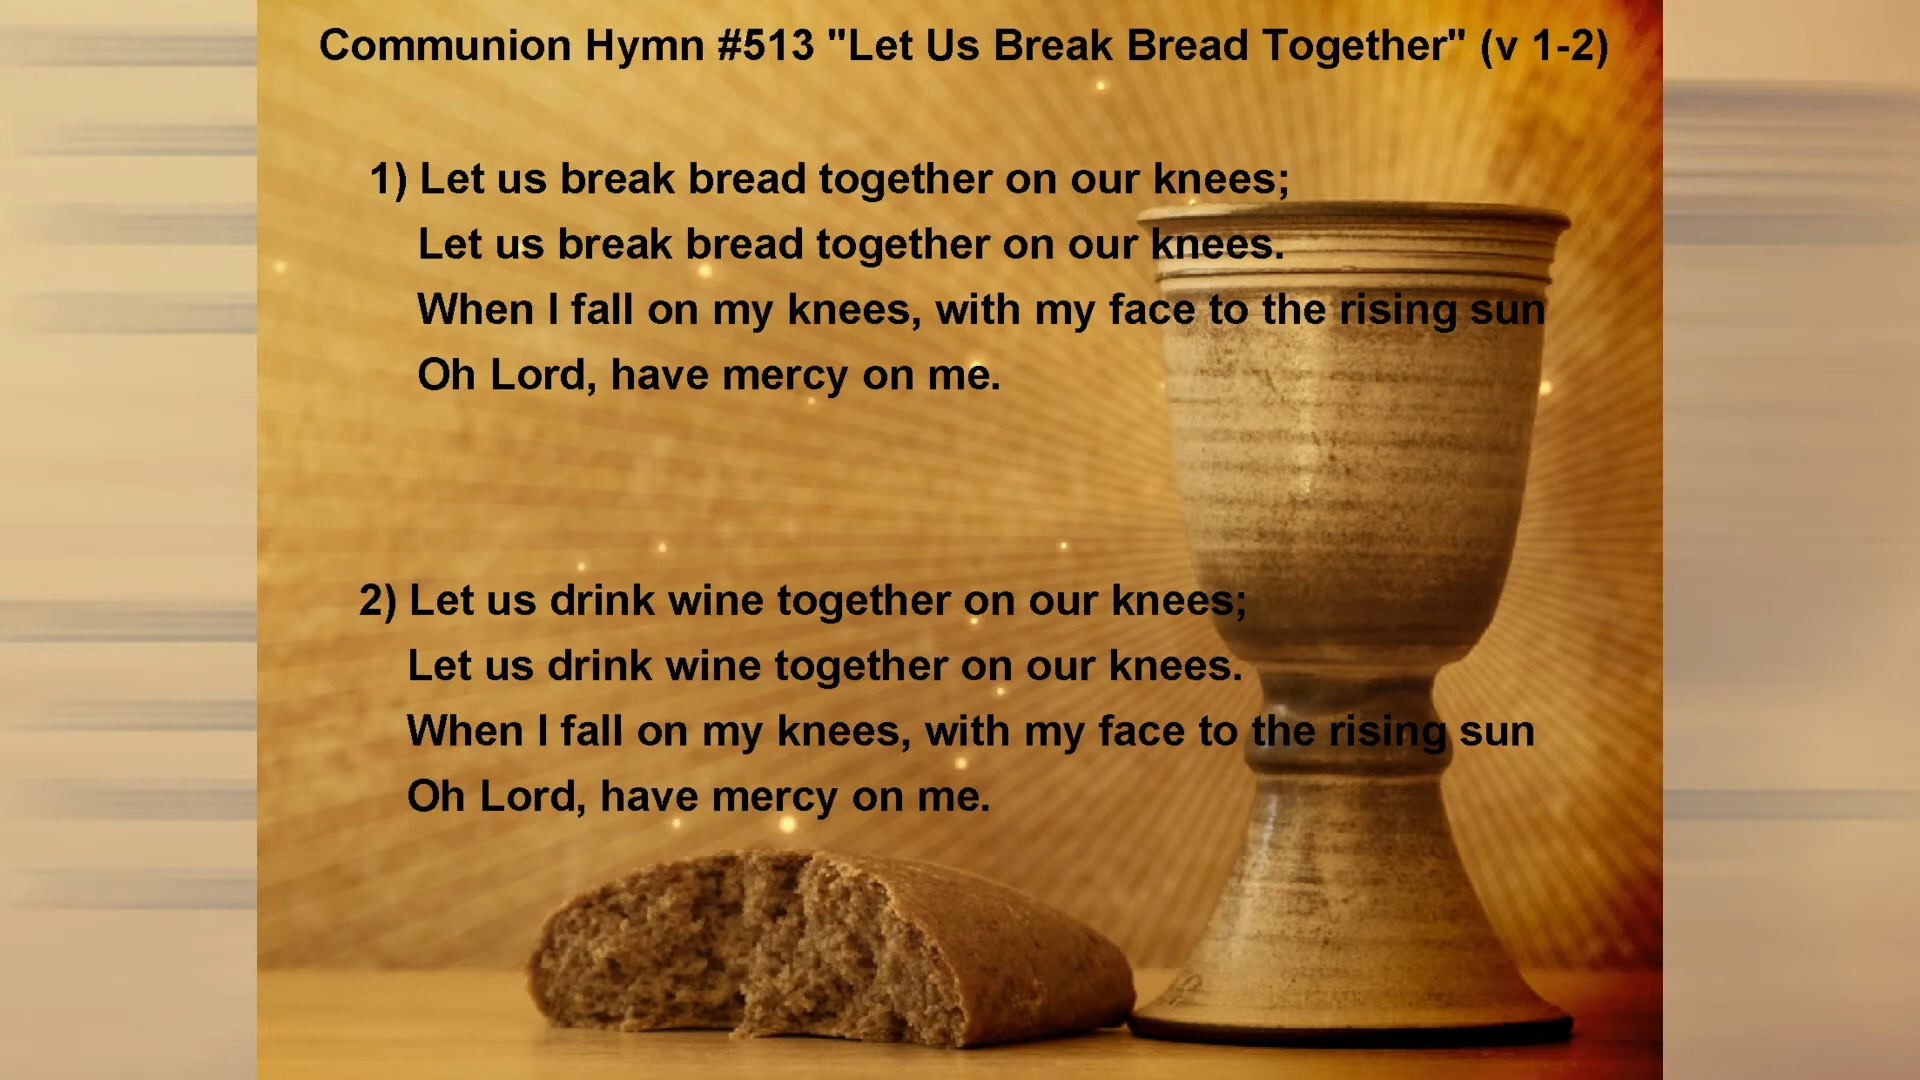 Communion Hymn #513 "Let Us Break Bread Together" (v 1-2)
1) Let us break bread together on our knees;
Let us break bread together on our knees.
When I fall on my knees, with my face to the rising sun
Oh Lord, have mercy on me.
2) Let us drink wine together on our knees;
Let us drink wine together on our knees.
When I fall on my knees, with my face to the rising sun
Oh Lord, have mercy on me.